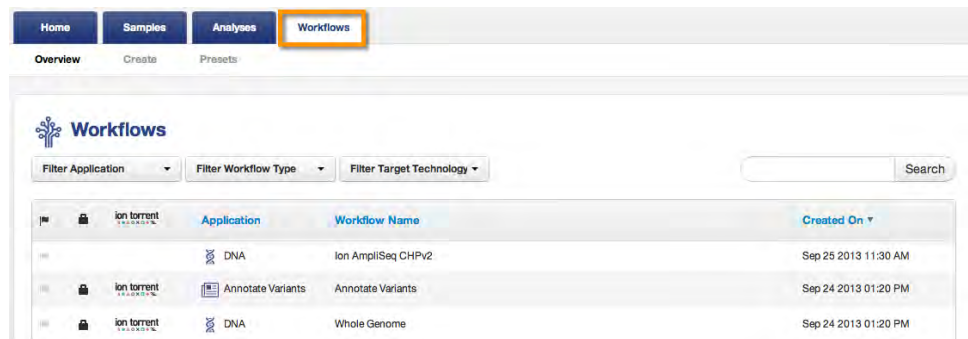 Home Samples Analyses Workflows
Overview Create Presets
Workflows
Filter Application Filter Workflow Type Filter Target Technology Search
ion torrent Application Workflow Name Created On
DNA Ion AmpliSeq CHPv2 Sep 25 2013 11:30 AM
ion torrent Annotate Variants Annotate Variants Sep 24 2013 01:20 PM
ion torrent DNA Whole Genome Sep 24 2013 01:20 PM